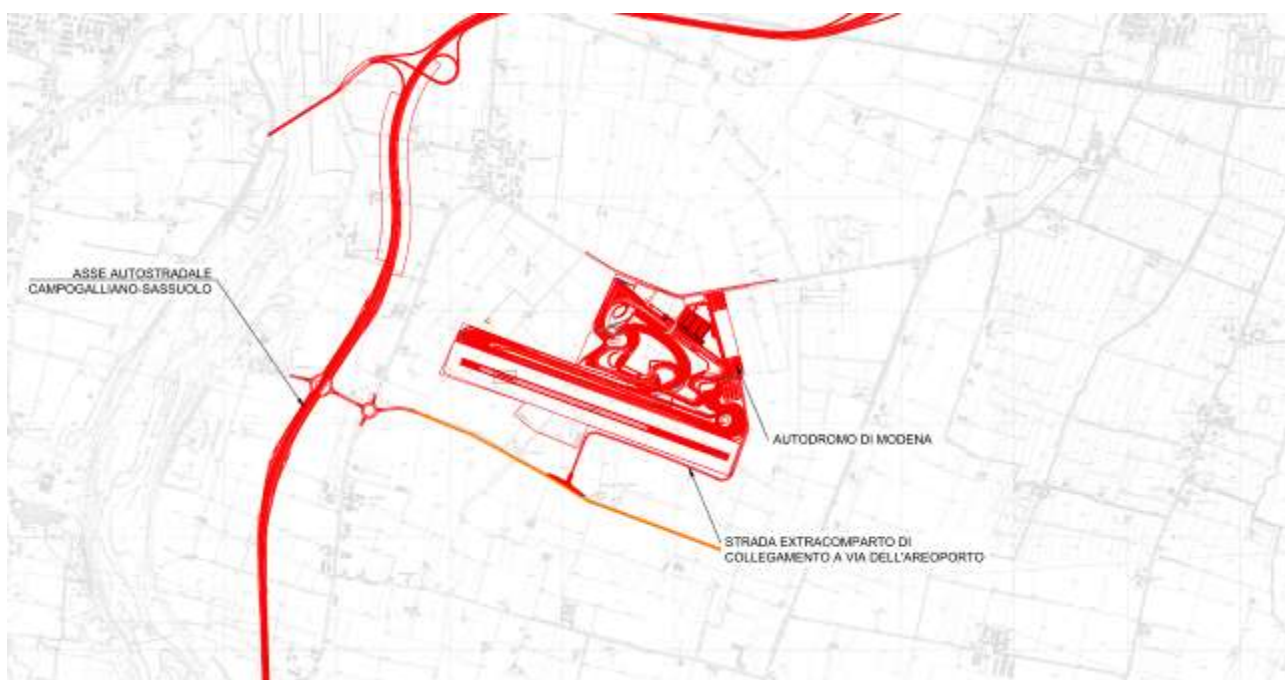 ASSE AUTOSTRADALE
CAMPOGALLIANO-SASSUOLO
AUTODROMO DI MODENA
STRADA EXTRACOMPARTO DI
COLLEGAMENTO A VIA DELL'AREOPORTO